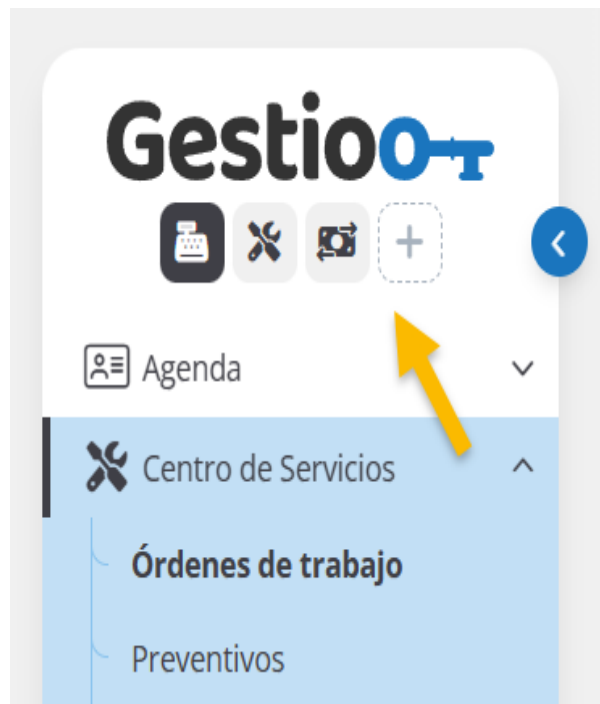 Gestioo
Agenda
Centro de Servicios
Órdenes de trabajo
Preventivos